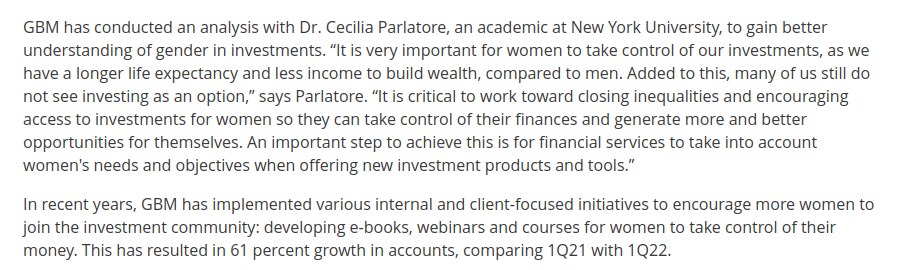 GBM has conducted an analysis with Dr. Cecilia Parlatore, an academic at New York University, to gain better
understanding of gender in investments. “It is very important for women to take control of our investments, as we
have a longer life expectancy and less income to build wealth, compared to men. Added to this, many of us still do
not see investing as an option,” says Parlatore. “It is critical to work toward closing inequalities and encouraging
access to investments for women so they can take control of their finances and generate more and better
opportunities for themselves. An important step to achieve this is for financial services to take into account
women's needs and objectives when offering new investment products and tools.”
In recent years, GBM has implemented various internal and client-focused initiatives to encourage more women to
join the investment community: developing e-books, webinars and courses for women to take control of their
money. This has resulted in 61 percent growth in accounts, comparing 1Q21 with 1Q22.